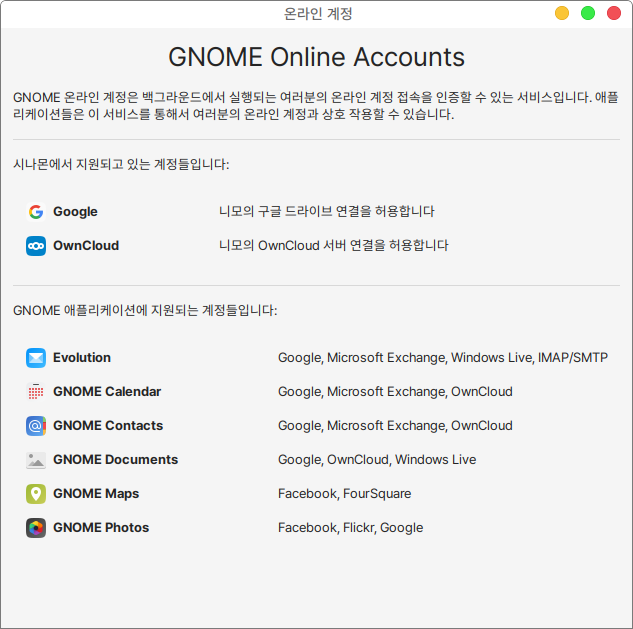 온라인 계정
GNOME Online Accounts
GNOME 온라인 계정은 백그라운드에서 실행되는 여러분의 온라인 계정 접속을 인증할 수 있는 서비스입니다. 애플
리케이션들은 이 서비스를 통해서 여러분의 온라인 계정과 상호 작용할 수 있습니다.
시나몬에서 지원되고 있는 계정들입니다:
Google 니모의 구글 드라이브 연결을 허용합니다
OwnCloud 니모의 OwnCloud 서버 연결을 허용합니다
GNOME 애플리케이션에 지원되는 계정들입니다:
Evolution Google, Microsoft Exchange, Windows Live, IMAP/SMTP
GNOME Calendar Google, Microsoft Exchange, OwnCloud
GNOME Contacts Google, Microsoft Exchange, OwnCloud
GNOME Documents Google, OwnCloud, Windows Live
GNOME Maps Facebook, FourSquare
GNOME Photos Facebook, Flickr, Google